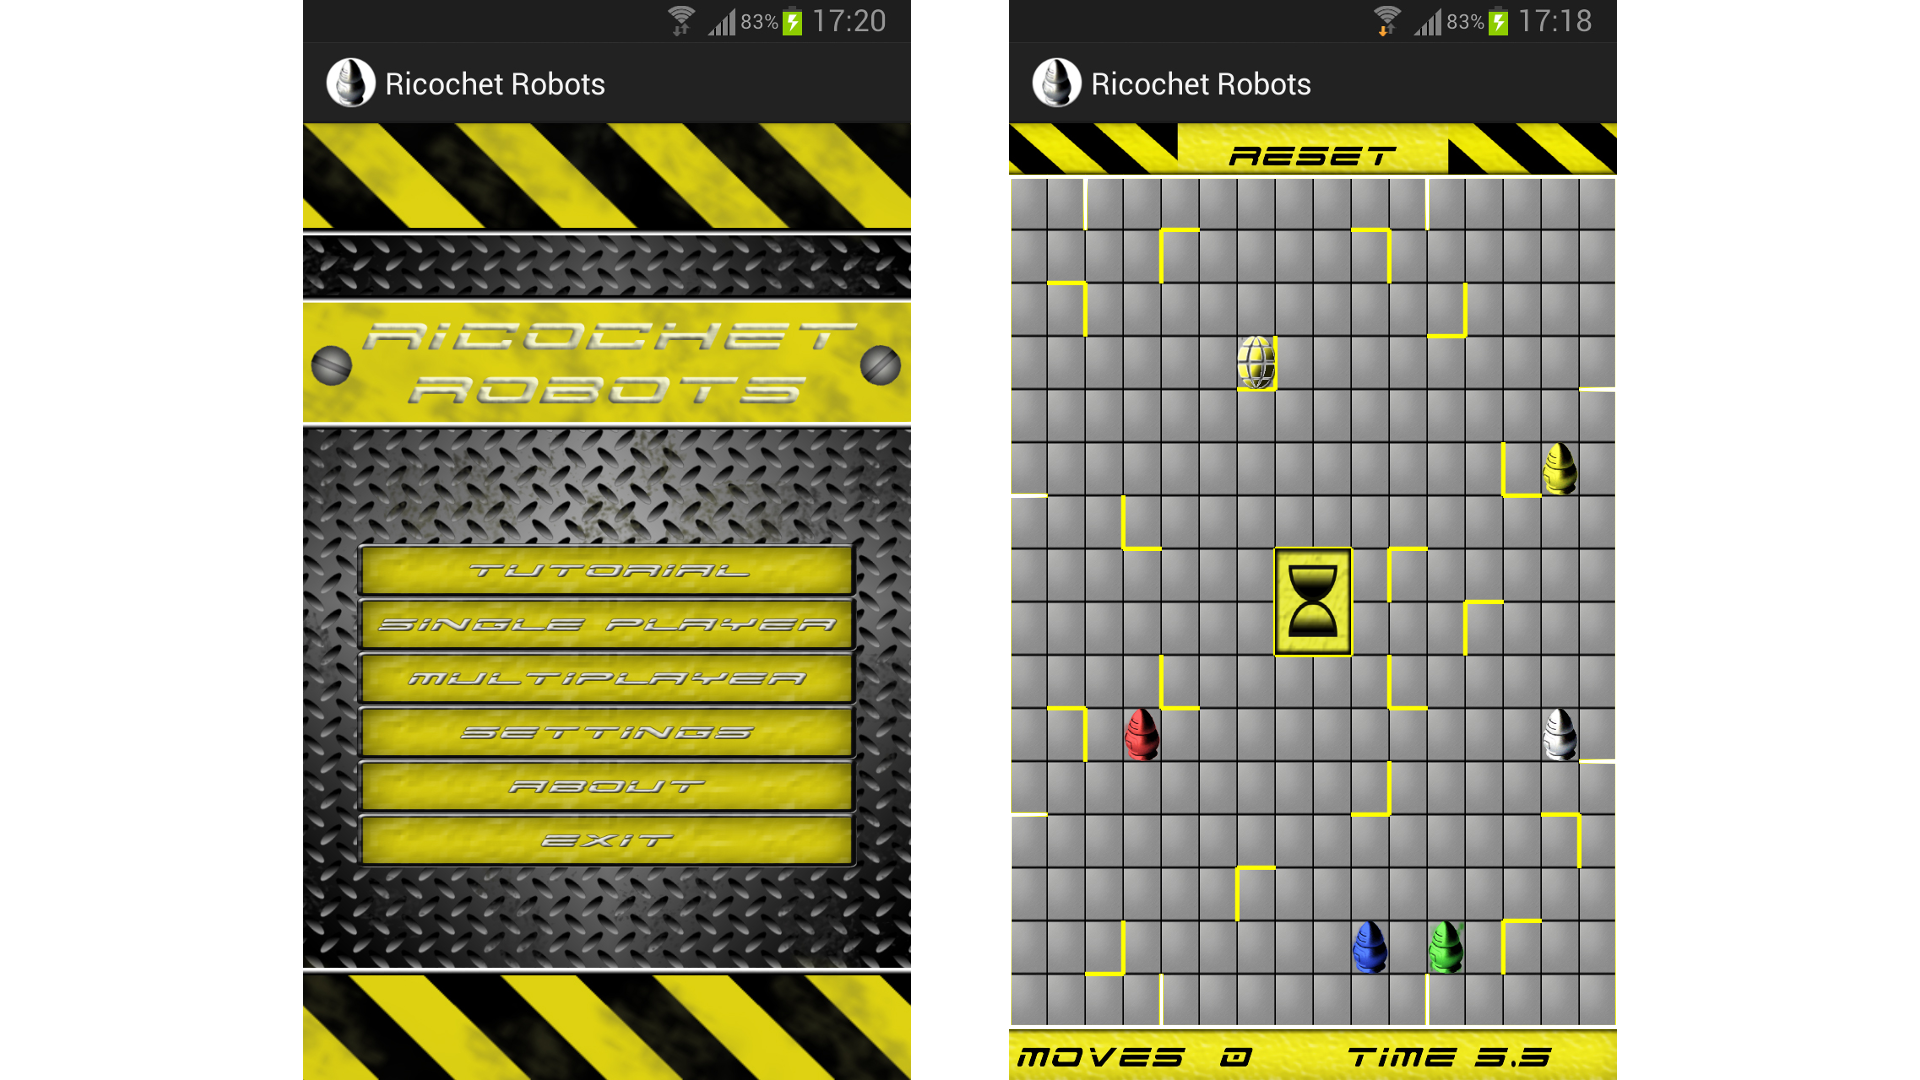 83% 17:20
Ricochet Robots
RICOCHET
ROBOTS
TUTORIAL
SINGLE PLAYER
MULTIPLAYER
SETTINGS
ABOUT
EXIT
83% 17:18
Ricochet Robots
RESET
MOVES 0 TIME 5.5